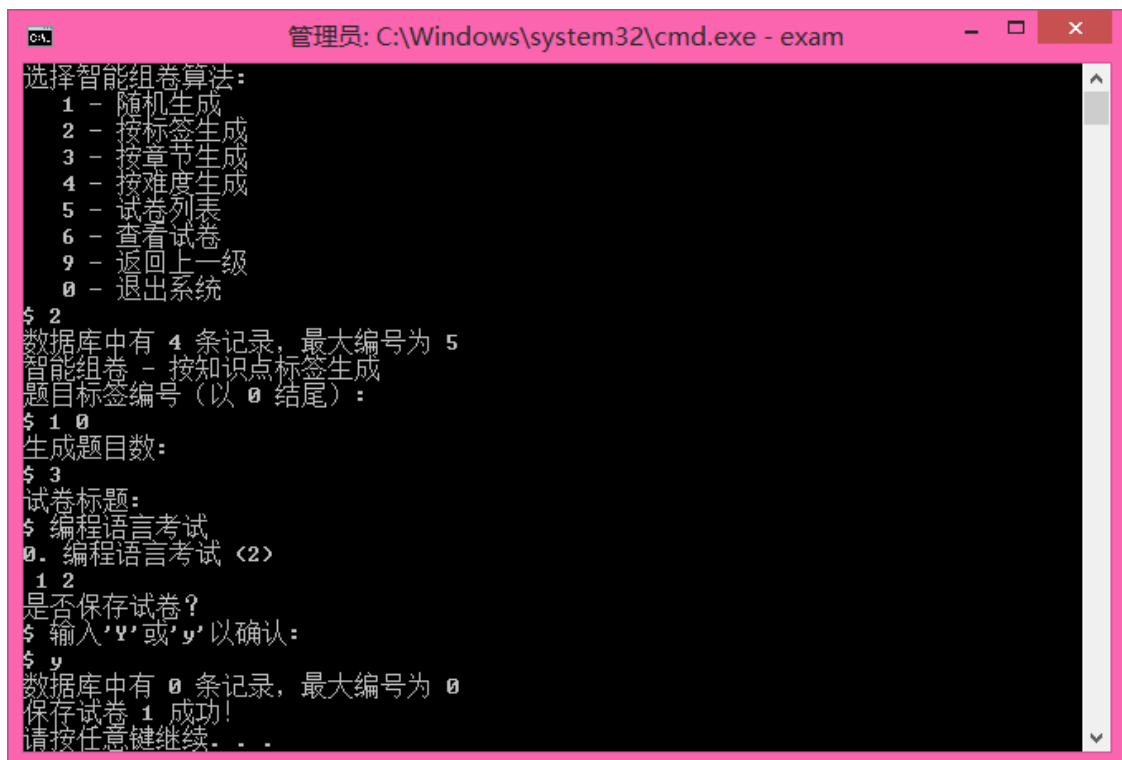 管理员: C:\Windows\system32\cmd.exe - exam
选择智能组卷算法:
1 - 随机生成
2 - 按标签生成
3 - 按章节生成
4 - 按难度生成
5 - 试卷列表
6 - 查看试卷
9 - 返回上一级
0 - 退出系统
$ 2
数据库中有 4 条记录，最大编号为 5
智能组卷 - 按知识点标签生成
题目标签编号（以 0 结尾）:
$ 1 0
生成题目数:
$ 3
试卷标题:
$ 编程语言考试
0. 编程语言考试 (2)
1 2
是否保存试卷?
$ 输入'Y'或'y'以确认:
$ y
数据库中有 0 条记录，最大编号为 0
保存试卷 1 成功!
请按任意键继续. . .